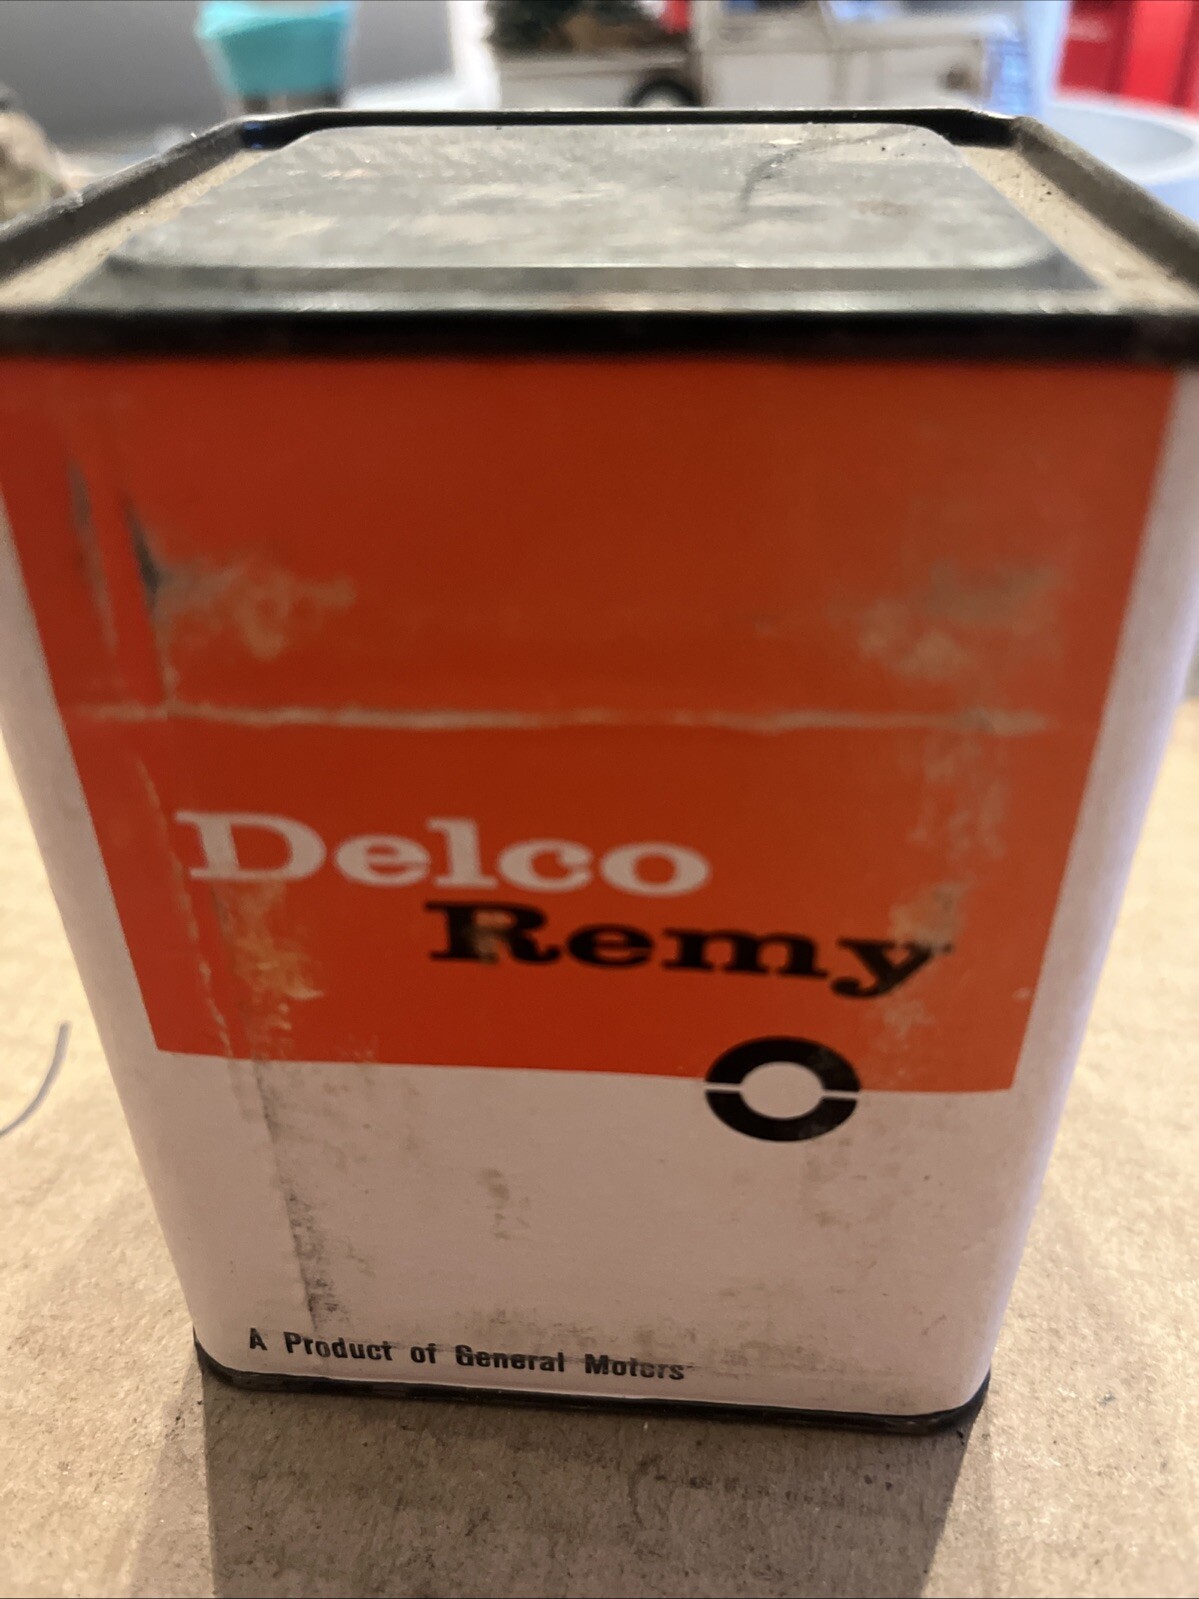 Delco
Remy
A Product of General Motors